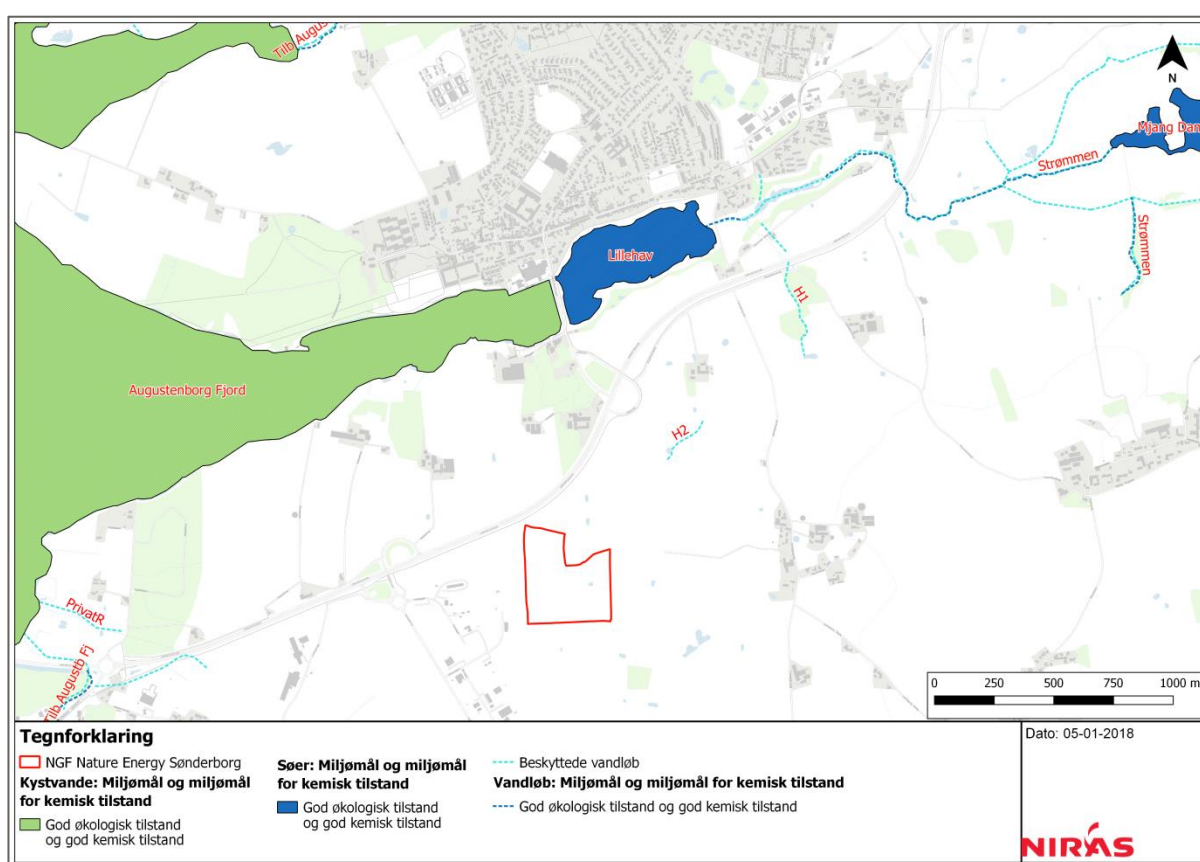 Tilb Augus
N
Mjang Dam
Strømmen
Strømmen
Lillehav
H1
Augustenborg Fjord
H2
PrivatR
Tilb Augustb Fj
0 250 500 750 1000 m
Tegnforklaring
NGF Nature Energy Sønderborg
Kystvande: Miljømål og miljømål
for kemisk tilstand
God økologisk tilstand
og god kemisk tilstand
Søer: Miljømål og miljømål
for kemisk tilstand
God økologisk tilstand
og god kemisk tilstand
Beskyttede vandløb
Vandløb: Miljømål og miljømål for kemisk tilstand
God økologisk tilstand og god kemisk tilstand
Dato: 05-01-2018
NIRAS